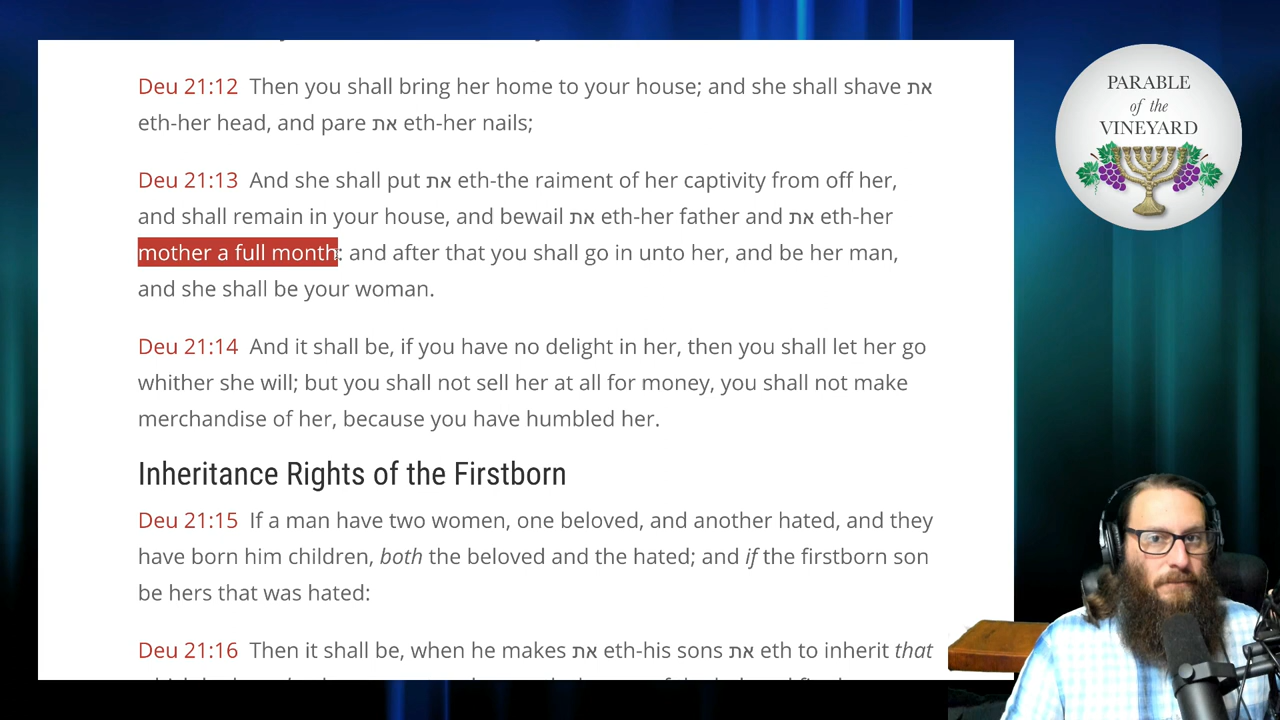 Deu 21:12 Then you shall bring her home to your house; and she shall shave את
eth-her head, and pare את eth-her nails;
Deu 21:13 And she shall put את eth-the raiment of her captivity from off her,
and shall remain in your house, and bewail את eth-her father and את eth-her
mother a full month: and after that you shall go in unto her, and be her man,
and she shall be your woman.
Deu 21:14 And it shall be, if you have no delight in her, then you shall let her go
whither she will; but you shall not sell her at all for money, you shall not make
merchandise of her, because you have humbled her.
Inheritance Rights of the Firstborn
Deu 21:15 If a man have two women, one beloved, and another hated, and they
have born him children, both the beloved and the hated; and if the firstborn son
be hers that was hated:
Deu 21:16 Then it shall be, when he makes את eth-his sons את eth to inherit that
PARABLE
of the
VINEYARD